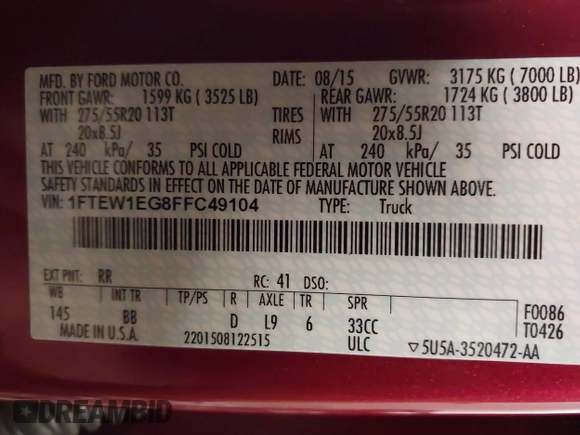 MFD. BY FORD MOTOR CO. DATE: 08/15 GVWR: 3175 KG ( 7000 LB)
FRONT GAWR: 1599 KG ( 3525 LB) REAR GAWR: 1724 KG ( 3800 LB)
WITH 275/55R20 113T TIRES WITH 275/55R20 113T
20x8.5J RIMS 20x8.5J
AT 240 kPa/ 35 PSI COLD AT 240 kPa/ 35 PSI COLD
THIS VEHICLE CONFORMS TO ALL APPLICABLE FEDERAL MOTOR VEHICLE
SAFETY STANDARDS IN EFFECT ON THE DATE OF MANUFACTURE SHOWN ABOVE.
VIN: 1FTEW1EG8FFC49104 TYPE: Truck
EXT PNT: RR RC: 41 DSO:
WB INT TR TP/PS R AXLE TR SPR F0086
145 BB D L9 6 33CC T0426
MADE IN U.S.A. 2201508122515 ULC ▽5U5A-3520472-AA
DREAMBID